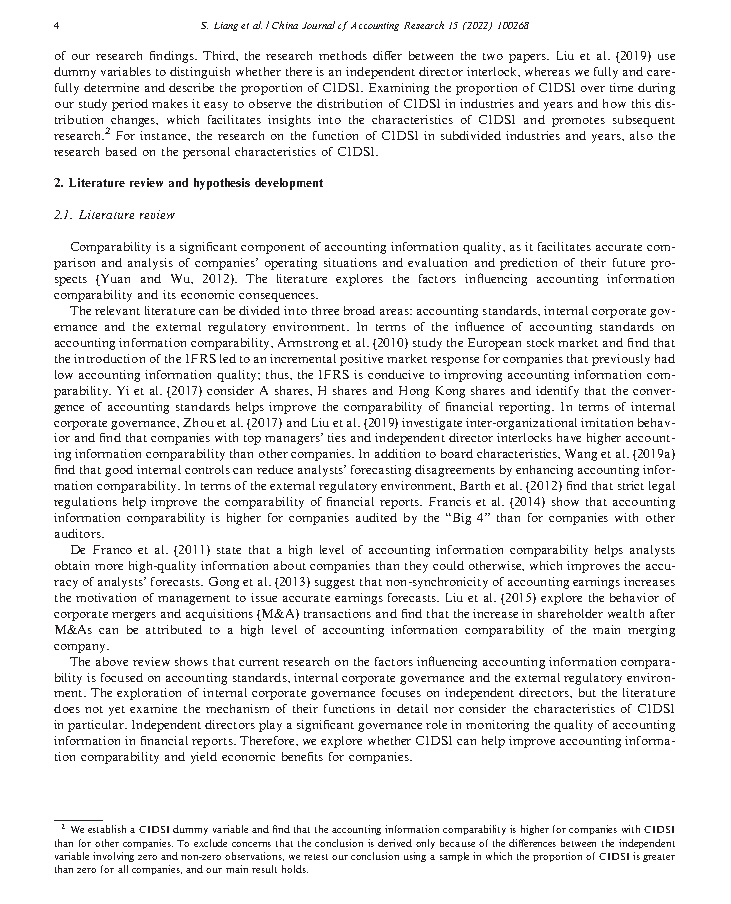 4
S. Liang et al. / China Journal of Accounting Research 15 (2022) 100268
of our research findings. Third, the research methods differ between the two papers. Liu et al. {2019) use
dummy variables to distinguish whether there is an independent director interlock, whereas we fully and care-
fully determine and describe the proportion of CIDSI. Examining the proportion of CIDSI over time during
our study period makes it easy to observe the distribution of CIDSI in industries and years and how this dis-
tribution changes, which facilitates insights into the characteristics of CIDSI and promotes subsequent
research.2 For instance, the research on the function of CIDSI in subdivided industries and years, also the
research based on the personal characteristics of CIDSI.
2. Literature review and hypothesis development
2.1. Literature review
Comparability is a significant component of accounting information quality, as it facilitates accurate com-
parison and analysis of companies' operating situations and evaluation and prediction of their future pro-
spects {Yuan and Wu, 2012). The literature explores the factors influencing accounting information
comparability and its economic consequences.
The relevant literature can be divided into three broad areas: accounting standards, internal corporate gov-
ernance and the external regulatory environment. In terms of the influence of accounting standards on
accounting information comparability, Armstrong et al. {2010) study the European stock market and find that
the introduction of the IFRS led to an incremental positive market response for companies that previously had
low accounting information quality; thus, the IFRS is conducive to improving accounting information com-
parability. Yi et al. {2017) consider A shares, H shares and Hong Kong shares and identify that the conver-
gence of accounting standards helps improve the comparability of financial reporting. In terms of internal
corporate governance, Zhou et al. {2017) and Liu et al. {2019) investigate inter-organizational imitation behav-
ior and find that companies with top managers' ties and independent director interlocks have higher account-
ing information comparability than other companies. In addition to board characteristics, Wang et al. {2019a)
find that good internal controls can reduce analysts' forecasting disagreements by enhancing accounting infor-
mation comparability. In terms of the external regulatory environment, Barth et al. {2012) find that strict legal
regulations help improve the comparability of financial reports. Francis et al. {2014) show that accounting
information comparability is higher for companies audited by the "Big 4" than for companies with other
auditors.
De Franco et al. {2011) state that a high level of accounting information comparability helps analysts
obtain more high-quality information about companies than they could otherwise, which improves the accu-
racy of analysts' forecasts. Gong et al. {2013) suggest that non-synchronicity of accounting earnings increases
the motivation of management to issue accurate earnings forecasts. Liu et al. {2015) explore the behavior of
corporate mergers and acquisitions {M&A) transactions and find that the increase in shareholder wealth after
M&As can be attributed to a high level of accounting information comparability of the main merging
company.
The above review shows that current research on the factors influencing accounting information compara-
bility is focused on accounting standards, internal corporate governance and the external regulatory environ-
ment. The exploration of internal corporate governance focuses on independent directors, but the literature
does not yet examine the mechanism of their functions in detail nor consider the characteristics of CIDSI
in particular. Independent directors play a significant governance role in monitoring the quality of accounting
information in financial reports. Therefore, we explore whether CIDSI can help improve accounting informa-
tion comparability and yield economic benefits for companies.
2 We establish a CIDSI dummy variable and find that the accounting information comparability is higher for companies with CIDSI
than for other companies. To exclude concerns that the conclusion is derived only because of the differences between the independent
variable involving zero and non-zero observations, we retest our conclusion using a sample in which the proportion of CIDSI is greater
than zero for all companies, and our main result holds.